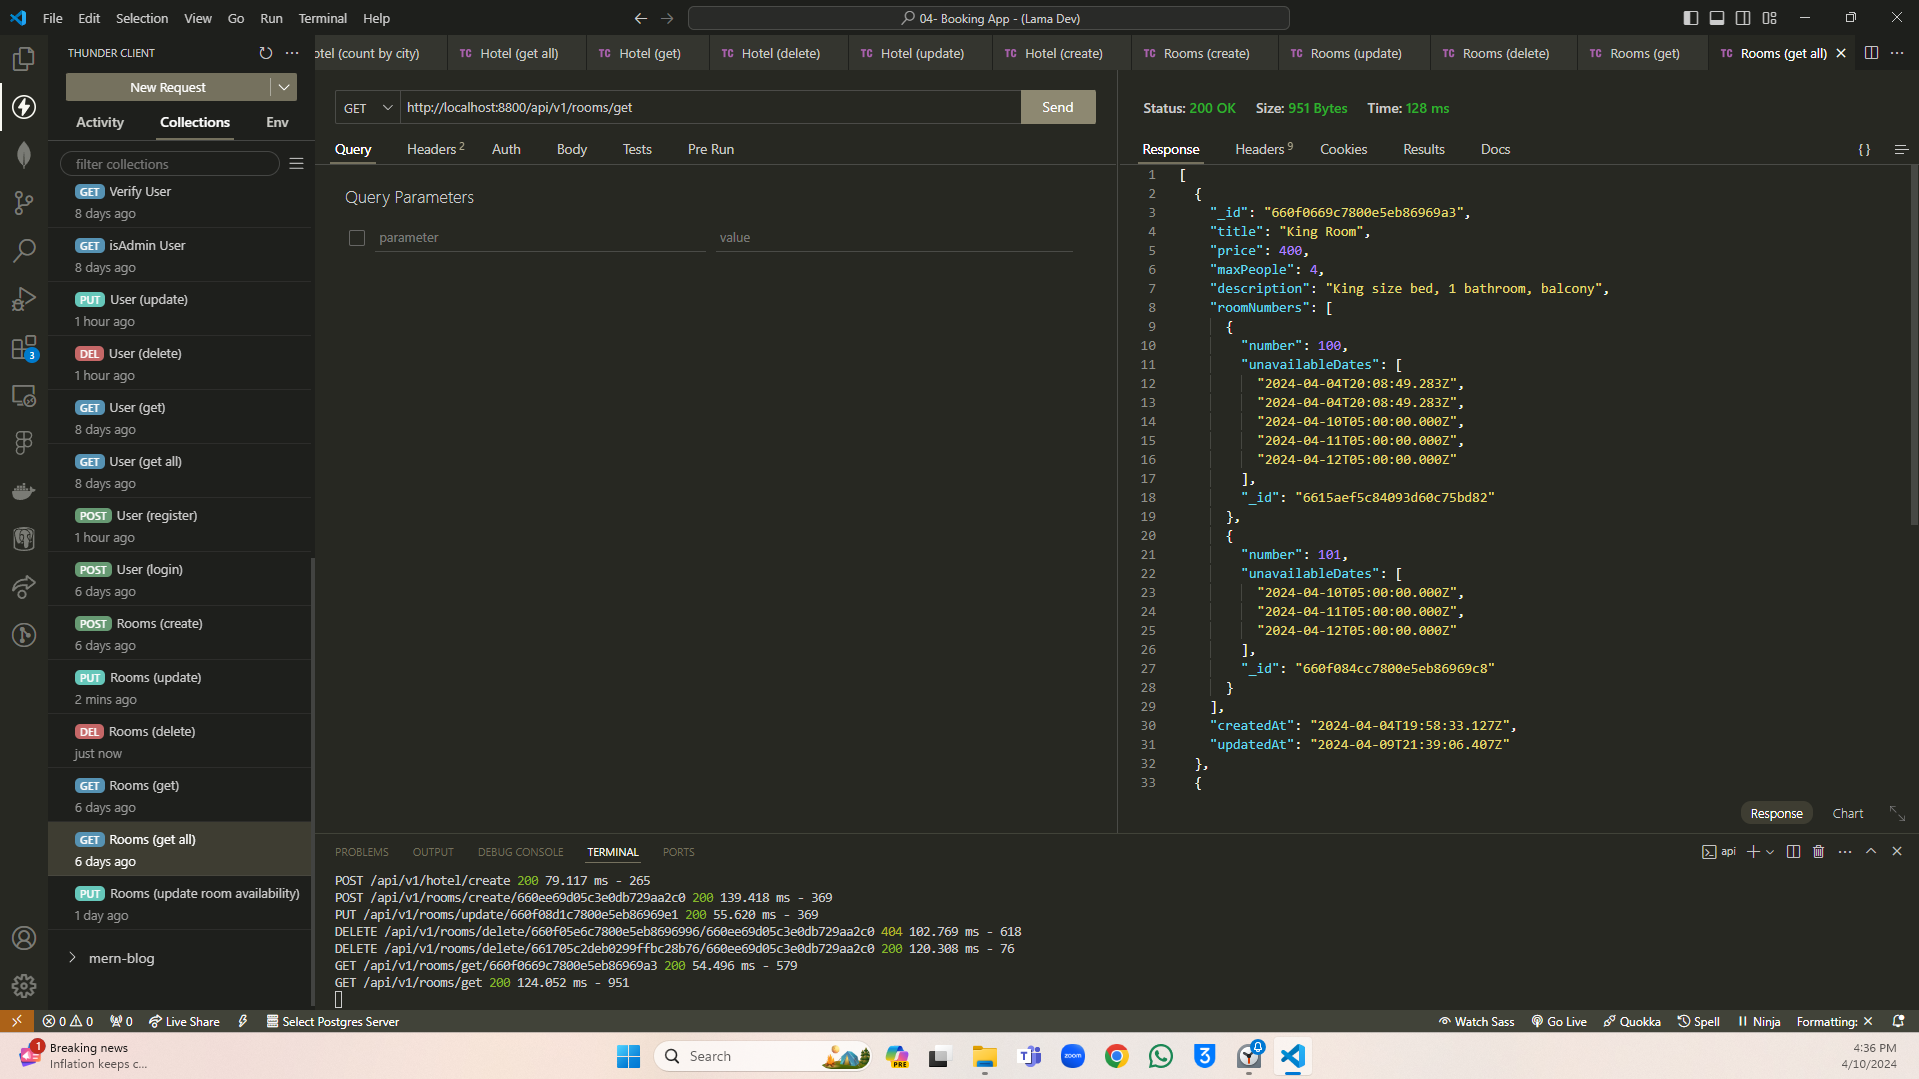 File Edit Selection View Go Run Terminal Help
04- Booking App - (Lama Dev)
THUNDER CLIENT
otel (count by city)
TC Hotel (get all)
TC Hotel (get)
TC Hotel (delete)
TC Hotel (update)
TC Hotel (create)
TC Rooms (create)
TC Rooms (update)
TC Rooms (delete)
TC Rooms (get)
TC Rooms (get all)
New Request
Activity Collections Env
filter collections
GET Verify User
8 days ago
GET isAdmin User
8 days ago
PUT User (update)
1 hour ago
DEL User (delete)
1 hour ago
GET User (get)
8 days ago
GET User (get all)
8 days ago
POST User (register)
1 hour ago
POST User (login)
6 days ago
POST Rooms (create)
6 days ago
PUT Rooms (update)
2 mins ago
DEL Rooms (delete)
just now
GET Rooms (get)
6 days ago
GET Rooms (get all)
6 days ago
PUT Rooms (update room availability)
1 day ago
mern-blog
3
GET http://localhost:8800/api/v1/rooms/get Send
Query Headers 2 Auth Body Tests Pre Run
Query Parameters
parameter value
Status: 200 OK Size: 951 Bytes Time: 128 ms
Response Headers 9 Cookies Results Docs { }
1 [
2 {
3 "_id": "660f0669c7800e5eb86969a3",
4 "title": "King Room",
5 "price": 400,
6 "maxPeople": 4,
7 "description": "King size bed, 1 bathroom, balcony",
8 "roomNumbers": [
9 {
10 "number": 100,
11 "unavailableDates": [
12 "2024-04-04T20:08:49.283Z",
13 "2024-04-04T20:08:49.283Z",
14 "2024-04-10T05:00:00.000Z",
15 "2024-04-11T05:00:00.000Z",
16 "2024-04-12T05:00:00.000Z"
17 ],
18 "_id": "6615aef5c84093d60c75bd82"
19 },
20 {
21 "number": 101,
22 "unavailableDates": [
23 "2024-04-10T05:00:00.000Z",
24 "2024-04-11T05:00:00.000Z",
25 "2024-04-12T05:00:00.000Z"
26 ],
27 "_id": "660f084cc7800e5eb86969c8"
28 }
29 ],
30 "createdAt": "2024-04-04T19:58:33.127Z",
31 "updatedAt": "2024-04-09T21:39:06.407Z"
32 },
33 {
Response Chart
PROBLEMS OUTPUT DEBUG CONSOLE TERMINAL PORTS
api
POST /api/v1/hotel/create 200 79.117 ms - 265
POST /api/v1/rooms/create/660ee69d05c3e0db729aa2c0 200 139.418 ms - 369
PUT /api/v1/rooms/update/660f08d1c7800e5eb86969e1 200 55.620 ms - 369
DELETE /api/v1/rooms/delete/660f05e6c7800e5eb8696996/660ee69d05c3e0db729aa2c0 404 102.769 ms - 618
DELETE /api/v1/rooms/delete/661705c2deb0299ffbc28b76/660ee69d05c3e0db729aa2c0 200 120.308 ms - 76
GET /api/v1/rooms/get/660f0669c7800e5eb86969a3 200 54.496 ms - 579
GET /api/v1/rooms/get 200 124.052 ms - 951
0 0 0 Live Share Select Postgres Server
Watch Sass Go Live Quokka Spell Ninja Formatting: ×
1
Breaking news
Inflation keeps c...
Search
PRE
zoom
3
4:36 PM
4/10/2024